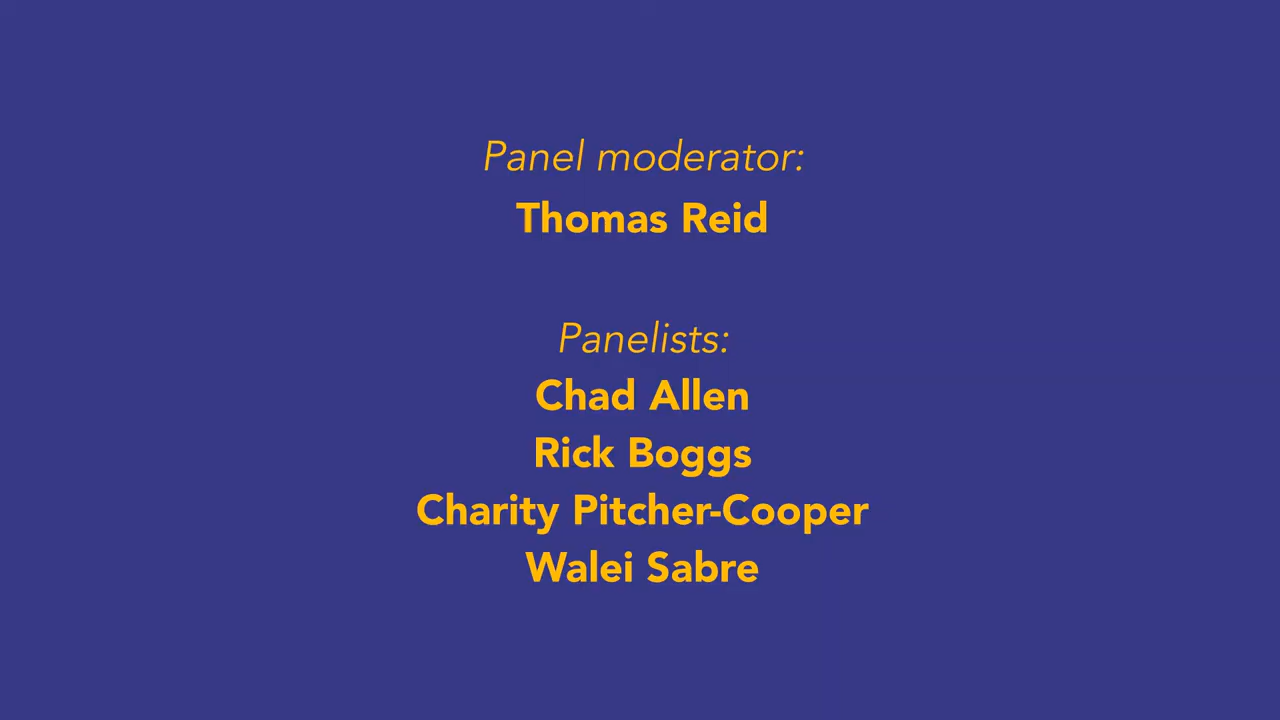 Panel moderator:
Thomas Reid
Panelists:
Chad Allen
Rick Boggs
Charity Pitcher-Cooper
Walei Sabre